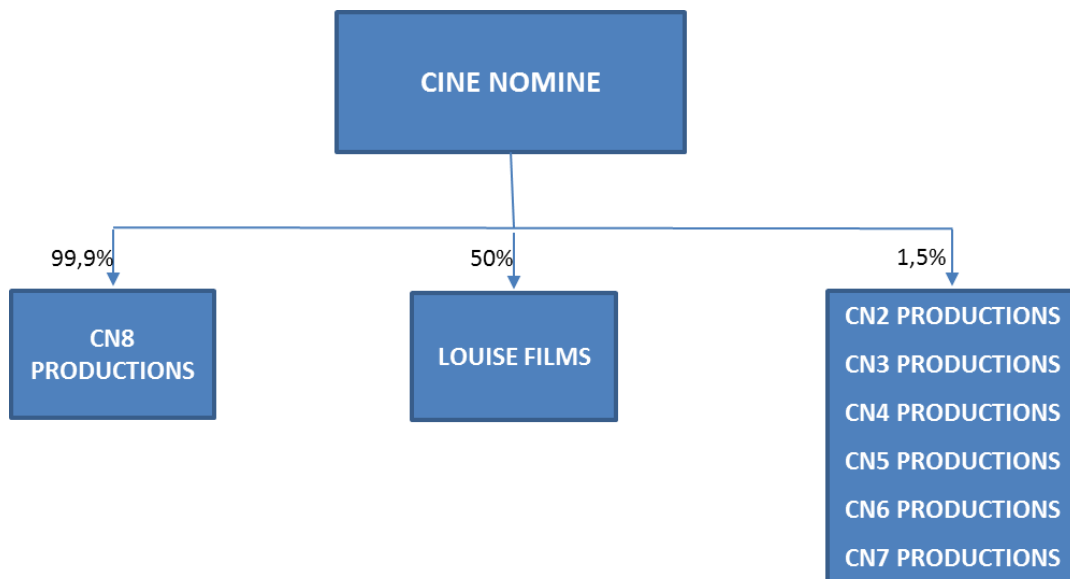 CINE NOMINE
99,9%
50%
1,5%
CN8
PRODUCTIONS
LOUISE FILMS
CN2 PRODUCTIONS
CN3 PRODUCTIONS
CN4 PRODUCTIONS
CN5 PRODUCTIONS
CN6 PRODUCTIONS
CN7 PRODUCTIONS